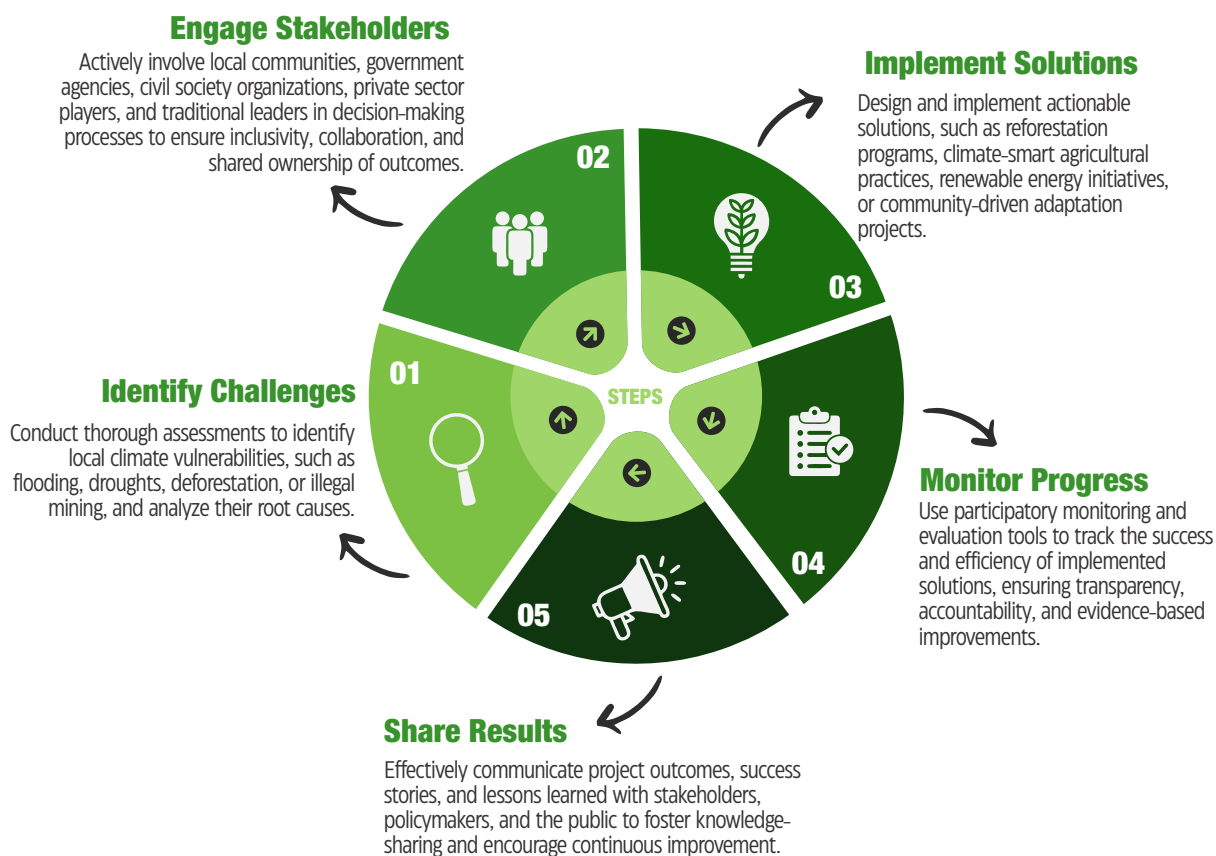 Engage Stakeholders
Actively involve local communities, government
agencies, civil society organizations, private sector
players, and traditional leaders in decision-making
processes to ensure inclusivity, collaboration, and
shared ownership of outcomes.
02
Implement Solutions
Design and implement actionable
solutions, such as reforestation
programs, climate-smart agricultural
practices, renewable energy initiatives,
or community-driven adaptation
projects.
03
01
Identify Challenges
Conduct thorough assessments to identify
local climate vulnerabilities, such as
flooding, droughts, deforestation, or illegal
mining, and analyze their root causes.
STEPS
Monitor Progress
Use participatory monitoring and
evaluation tools to track the success
and efficiency of implemented
solutions, ensuring transparency,
accountability, and evidence-based
improvements.
04
05
Share Results
Effectively communicate project outcomes, success
stories, and lessons learned with stakeholders,
policymakers, and the public to foster knowledge-
sharing and encourage continuous improvement.